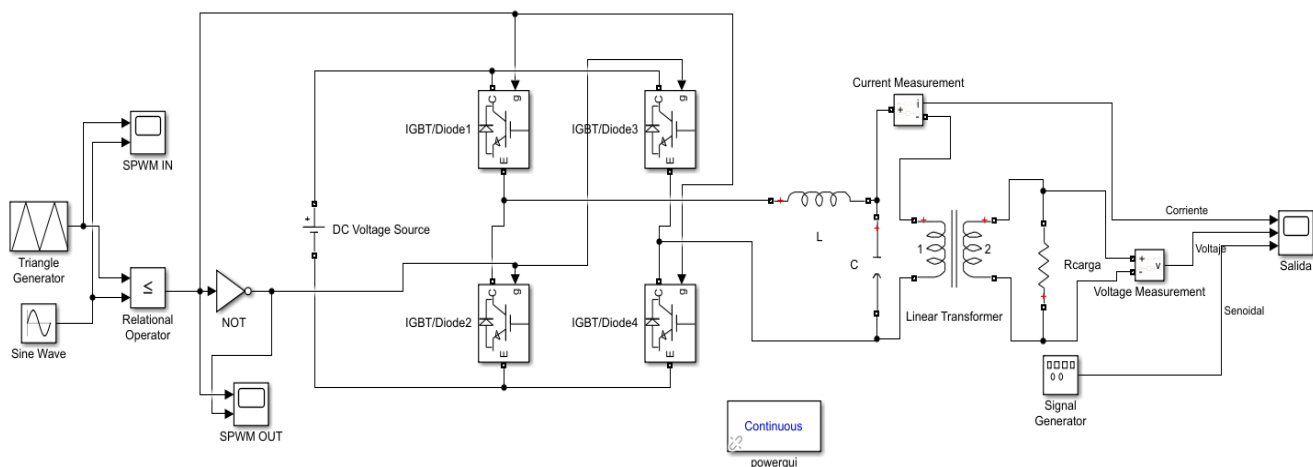 Current Measurement
g
g
C
C
IGBT/Diode1
IGBT/Diode3
E
E
SPWM IN
+
-
i
Triangle
Generator
+
DC Voltage Source
L
C
1
2
Corriente
Voltaje
Salida
Rcarga
+
-
v
Voltage Measurement
≤
Relational
Operator
NOT
g
g
C
C
IGBT/Diode2
IGBT/Diode4
E
E
Linear Transformer
Senoidal
Sine Wave
SPWM OUT
Signal
Generator
Continuous
powergui